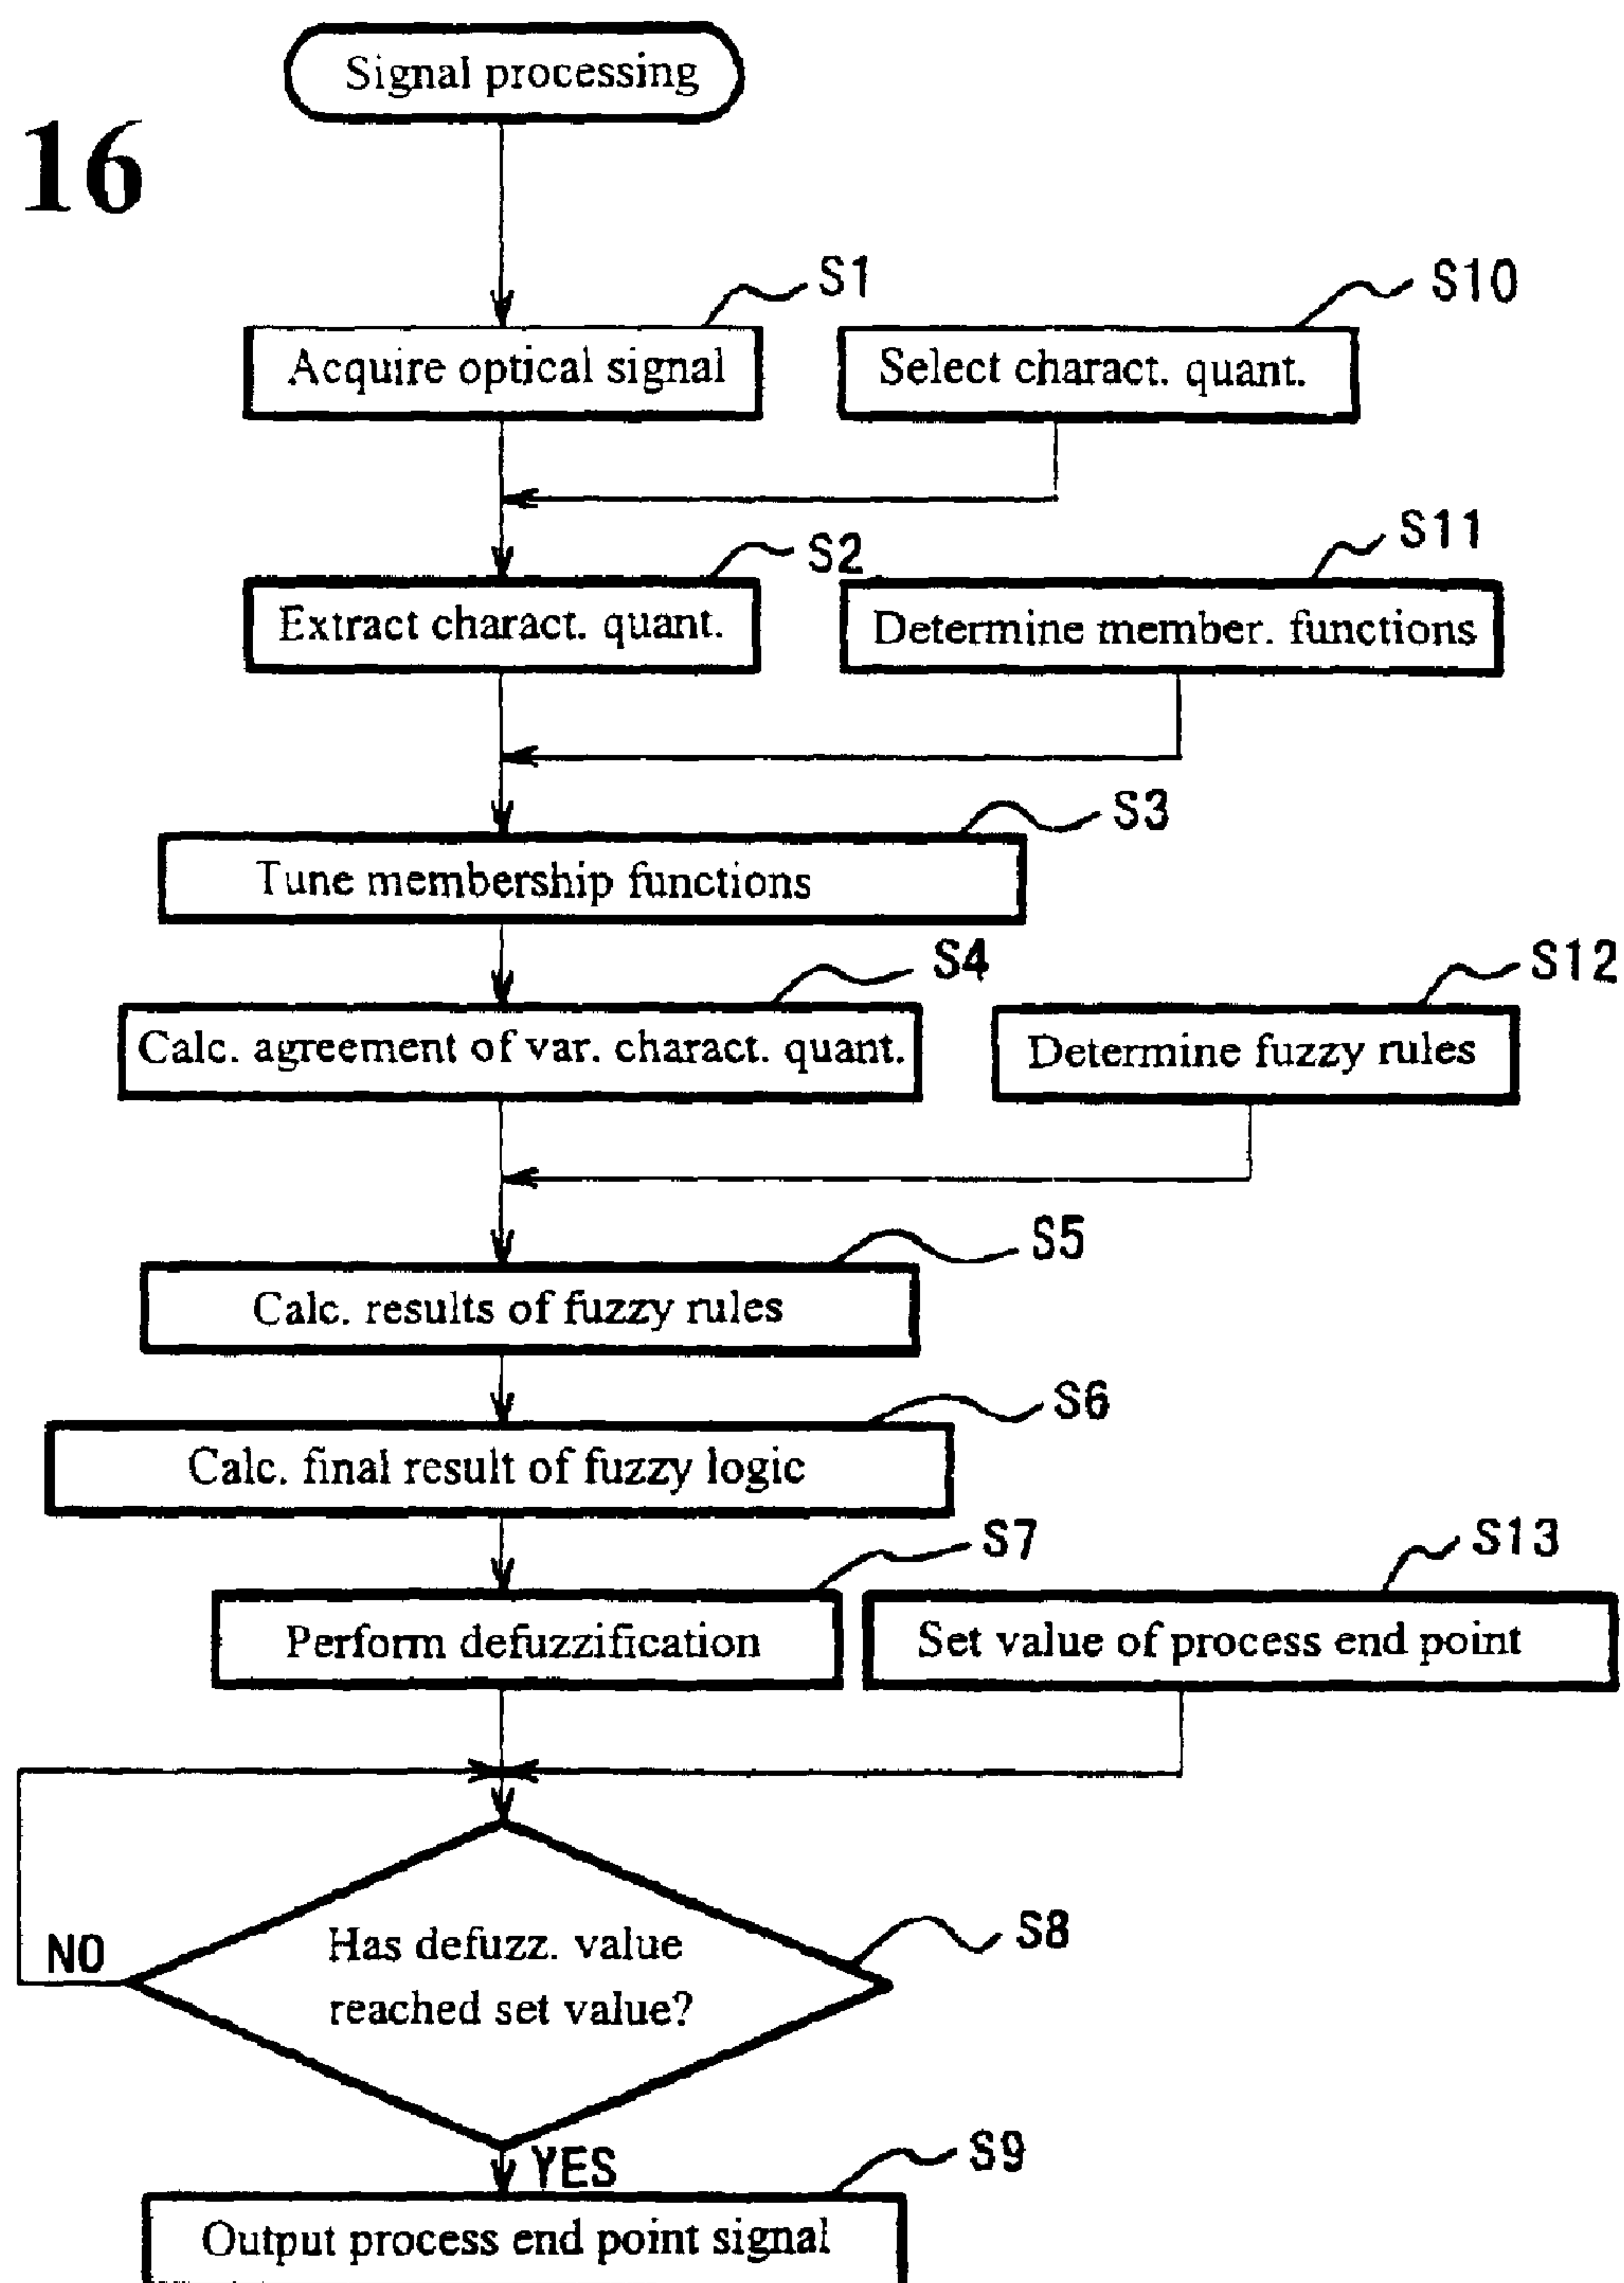 Signal processing
16
S1
S10
Acquire optical signal
Select charact. quant.
S2
S11
Extract charact. quant.
Determine member. functions
S3
Tune membership functions
S4
S12
Calc. agreement of var. charact. quant.
Determine fuzzy rules
S5
Calc. results of fuzzy rules
S6
Calc. final result of fuzzy logic
S7
S13
Perform defuzzification
Set value of process end point
S8
NO
Has defuzz. value
reached set value?
YES
S9
Output process end point signal